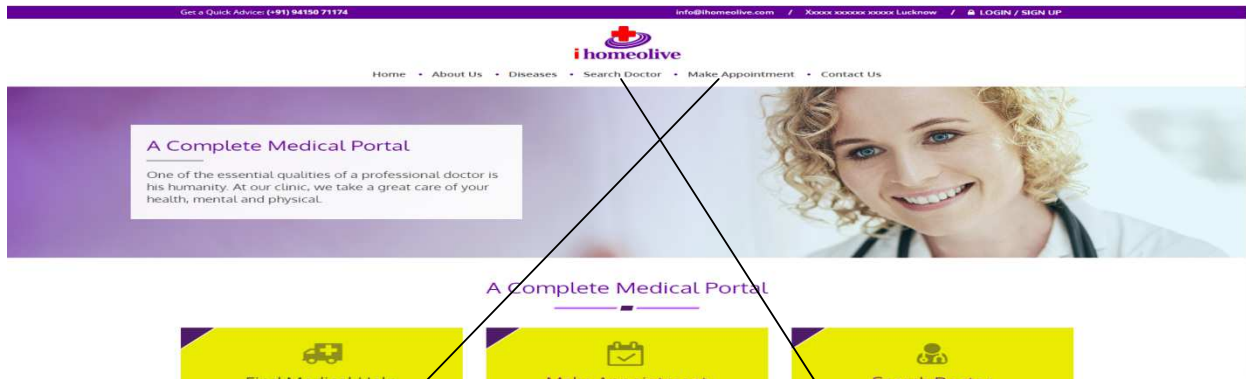 Get a Quick Advice: (+91) 94150 71174
info@ihomeolive.com / Xxxxx xxxxxx xxxxx Lucknow / LOGIN / SIGN UP
i homeolive
Home • About Us • Diseases • Search Doctor • Make Appointment • Contact Us
A Complete Medical Portal
One of the essential qualities of a professional doctor is
his humanity. At our clinic, we take a great care of your
health, mental and physical.
A Complete Medical Portal